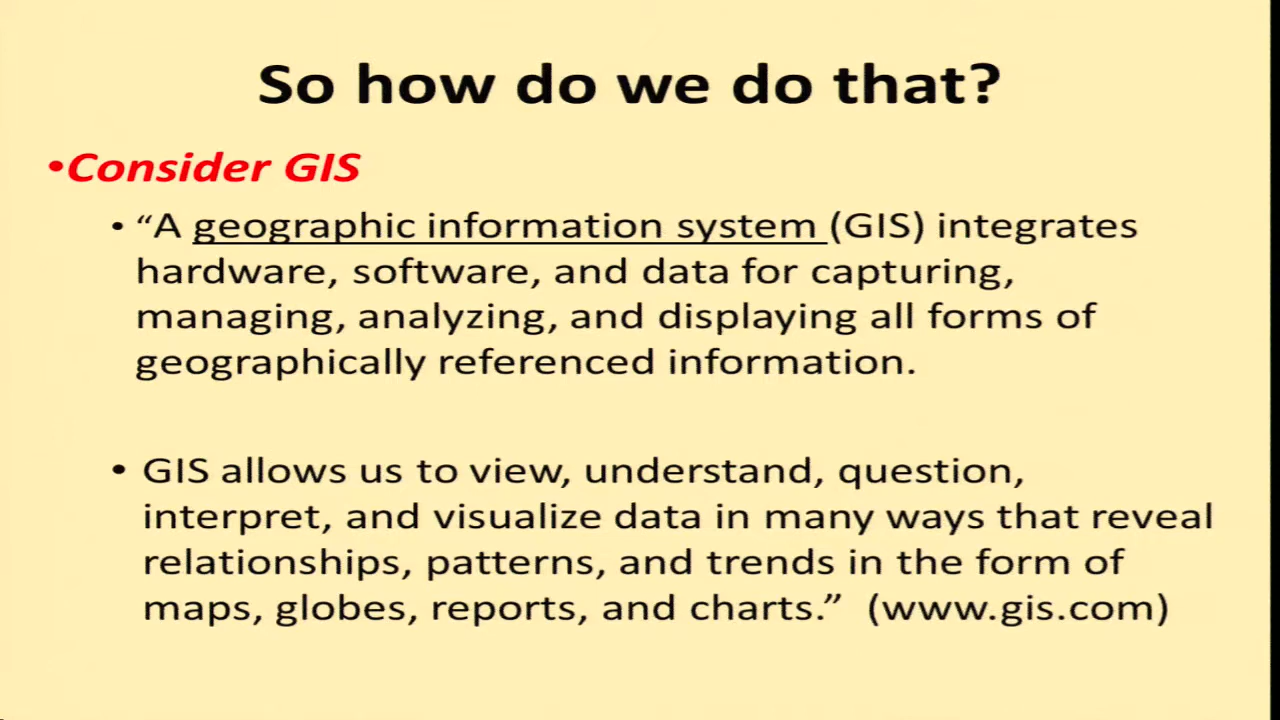 So how do we do that?
•Consider GIS
• “A geographic information system (GIS) integrates
hardware, software, and data for capturing,
managing, analyzing, and displaying all forms of
geographically referenced information.
• GIS allows us to view, understand, question,
interpret, and visualize data in many ways that reveal
relationships, patterns, and trends in the form of
maps, globes, reports, and charts.” (www.gis.com)